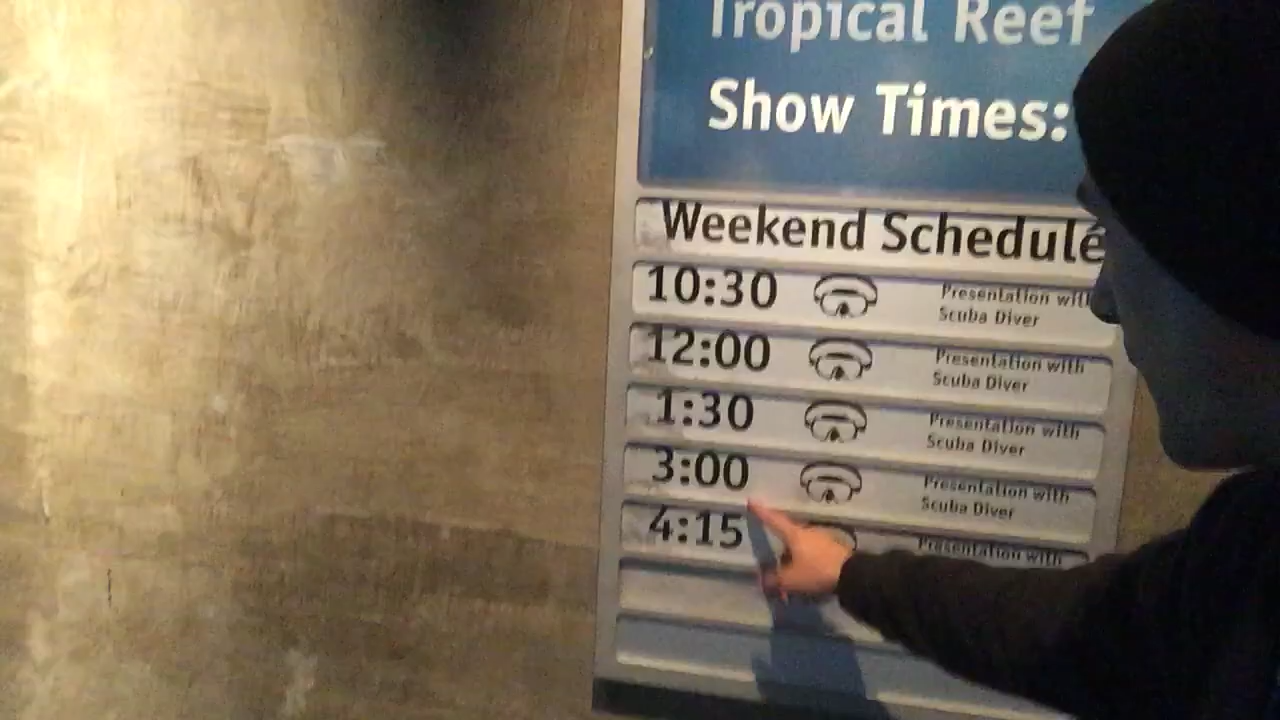 Tropical Reef
Show Times:
Weekend Schedule
10:30 Presentation with
Scuba Diver
12:00 Presentation with
Scuba Diver
1:30 Presentation with
Scuba Diver
3:00 Presentation with
Scuba Diver
4:15 Presentation with